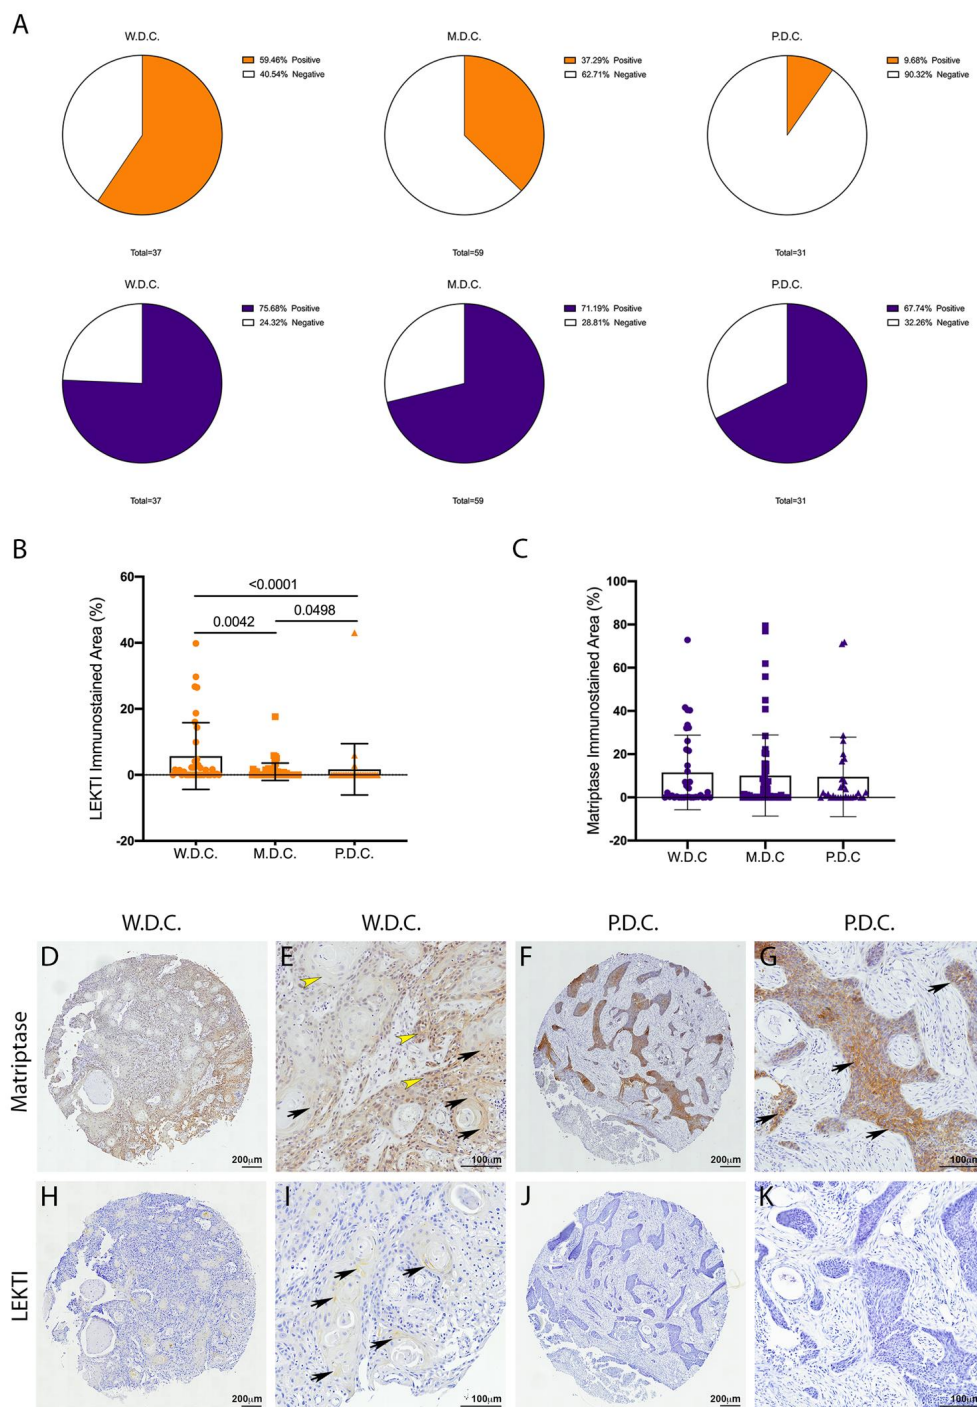 A
W.D.C.
59.46% Positive
40.54% Negative
Total=37
M.D.C.
37.29% Positive
62.71% Negative
Total=59
P.D.C.
9.68% Positive
90.32% Negative
Total=31
W.D.C.
75.68% Positive
24.32% Negative
Total=37
M.D.C.
71.19% Positive
28.81% Negative
Total=59
P.D.C.
67.74% Positive
32.26% Negative
Total=31
B
LEKTI Immunostained Area (%)
60
40
20
0
-20
<0.0001
0.0042
0.0498
W.D.C.
M.D.C.
P.D.C.
C
Matriptase Immunostained Area (%)
100
80
60
40
20
0
-20
W.D.C
M.D.C
P.D.C
W.D.C.
W.D.C.
P.D.C.
P.D.C.
Matriptase
D
200µm
E
100µm
F
200µm
G
100µm
LEKTI
H
200µm
I
100µm
J
200µm
K
100µm